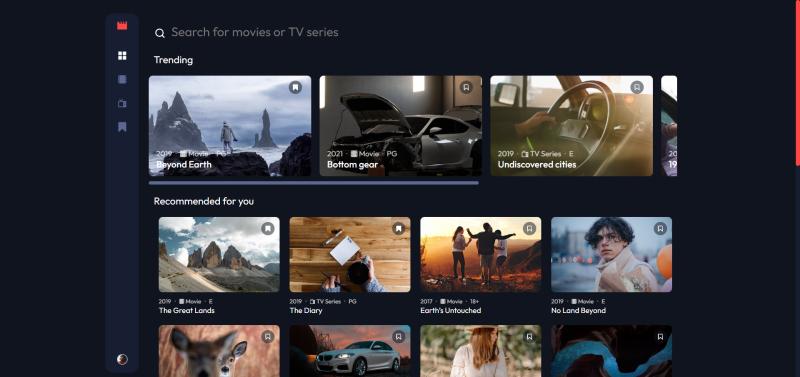 Search for movies or TV series
Trending
2019 · Movie · PG
Beyond Earth
2021 · Movie · PG
Bottom gear
2019 · TV Series · E
Undiscovered cities
20
19
Recommended for you
2019 · Movie · E
The Great Lands
2019 · TV Series · PG
The Diary
2017 · Movie · 18+
Earth's Untouched
2019 · Movie · E
No Land Beyond